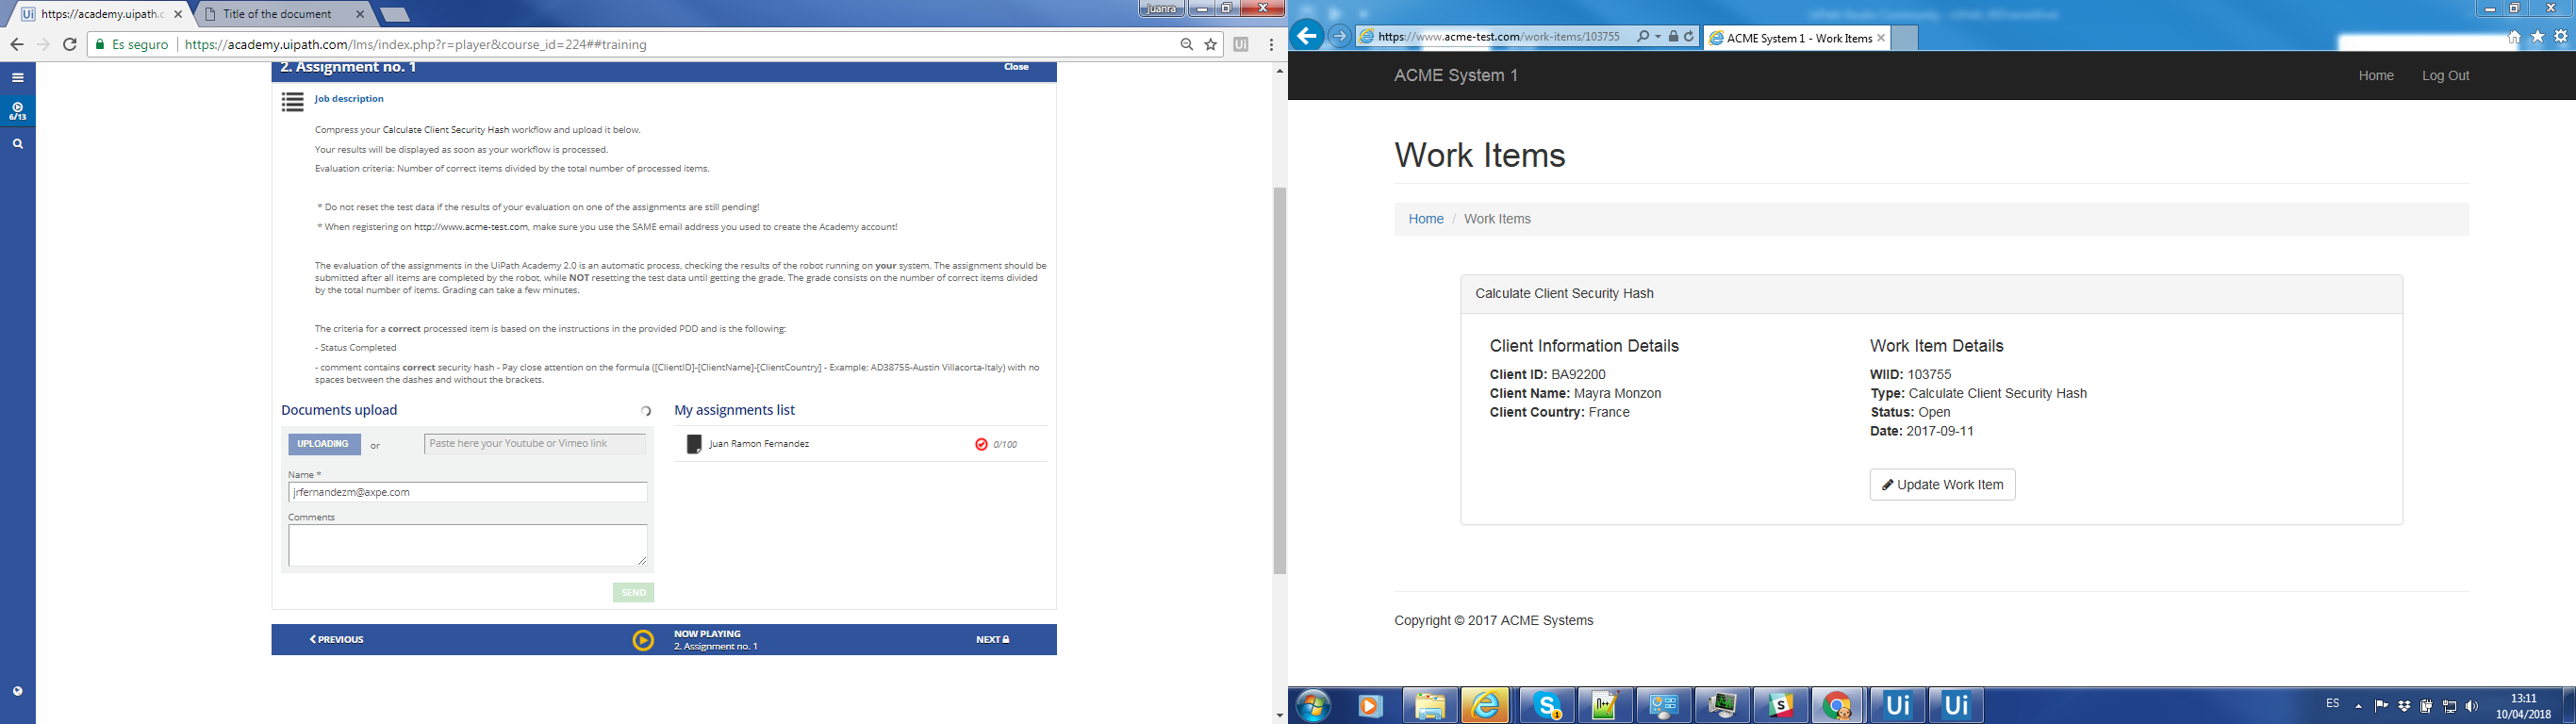 https://academy.uipath.c
Title of the document
juanra
Es seguro
https://academy.uipath.com/lms/index.php?r=player&course_id=224##training
6/13
2. Assignment no. 1
Close
Job description
Compress your Calculate Client Security Hash workflow and upload it below.
Your results will be displayed as soon as your workflow is processed.
Evaluation criteria: Number of correct items divided by the total number of processed items.
* Do not reset the test data if the results of your evaluation on one of the assignments are still pending!
* When registering on http://www.acme-test.com, make sure you use the SAME email address you used to create the Academy account!
The evaluation of the assignments in the UiPath Academy 2.0 is an automatic process, checking the results of the robot running on your system. The assignment should be
submitted after all items are completed by the robot, while NOT resetting the test data until getting the grade. The grade consists on the number of correct items divided
by the total number of items. Grading can take a few minutes.
The criteria for a correct processed item is based on the instructions in the provided PDD and is the following:
- Status Completed
- comment contains correct security hash - Pay close attention on the formula ([ClientID]-[ClientName]-[ClientCountry] - Example: AD38755-Austin Villacorta-Italy) with no
spaces between the dashes and without the brackets.
Documents upload
UPLOADING
or
Paste here your Youtube or Vimeo link
Name *
jrfernandezm@axpe.com
Comments
SEND
My assignments list
Juan Ramon Fernandez
0/100
PREVIOUS
NOW PLAYING
2. Assignment no. 1
NEXT
https://www.acme-test.com/work-items/103755
ACME System 1 - Work Items
ACME System 1
Home
Log Out
Work Items
Home / Work Items
Calculate Client Security Hash
Client Information Details
Client ID: BA92200
Client Name: Mayra Monzon
Client Country: France
Work Item Details
WIID: 103755
Type: Calculate Client Security Hash
Status: Open
Date: 2017-09-11
Update Work Item
Copyright © 2017 ACME Systems
ES
13:11
10/04/2018